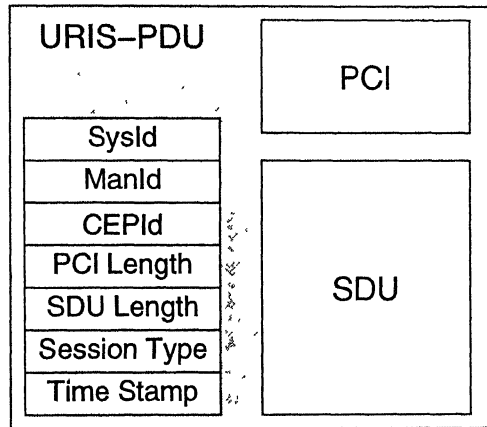 URIS–PDU
SysId
ManId
CEPId
PCI Length
SDU Length
Session Type
Time Stamp
PCI
SDU